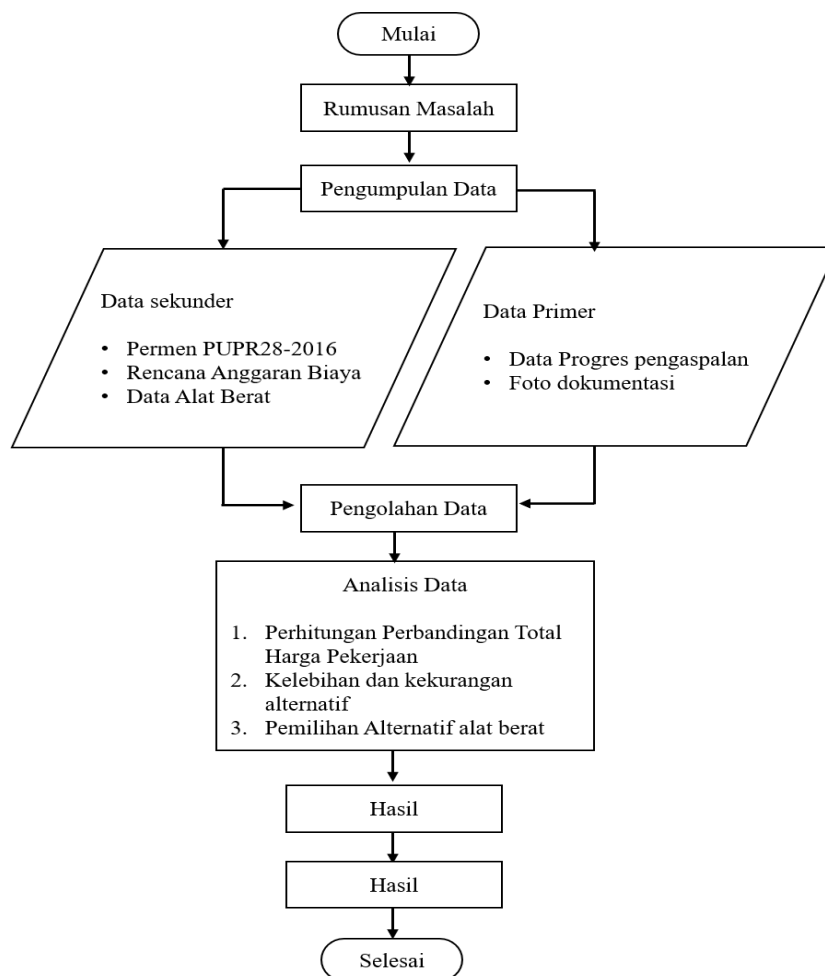 Mulai
Rumusan Masalah
Pengumpulan Data
Data sekunder
• Permen PUPR28-2016
• Rencana Anggaran Biaya
• Data Alat Berat
Data Primer
• Data Progres pengaspalan
• Foto dokumentasi
Pengolahan Data
Analisis Data
1. Perhitungan Perbandingan Total
Harga Pekerjaan
2. Kelebihan dan kekurangan
alternatif
3. Pemilihan Alternatif alat berat
Hasil
Hasil
Selesai